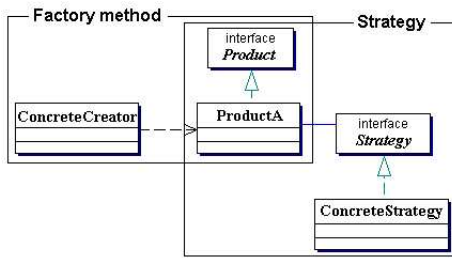 Factory method
Strategy
interface
Product
ConcreteCreator
ProductA
interface
Strategy
ConcreteStrategy